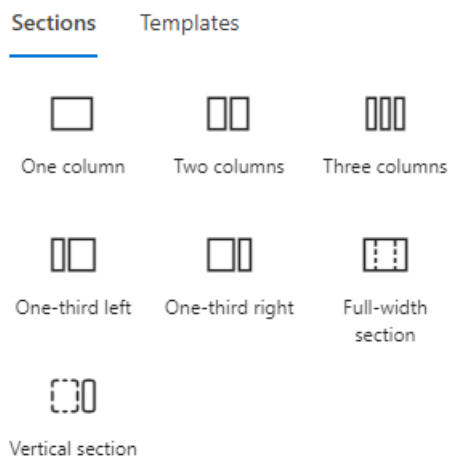 Sections Templates
One column Two columns Three columns
One-third left One-third right Full-width
section
Vertical section